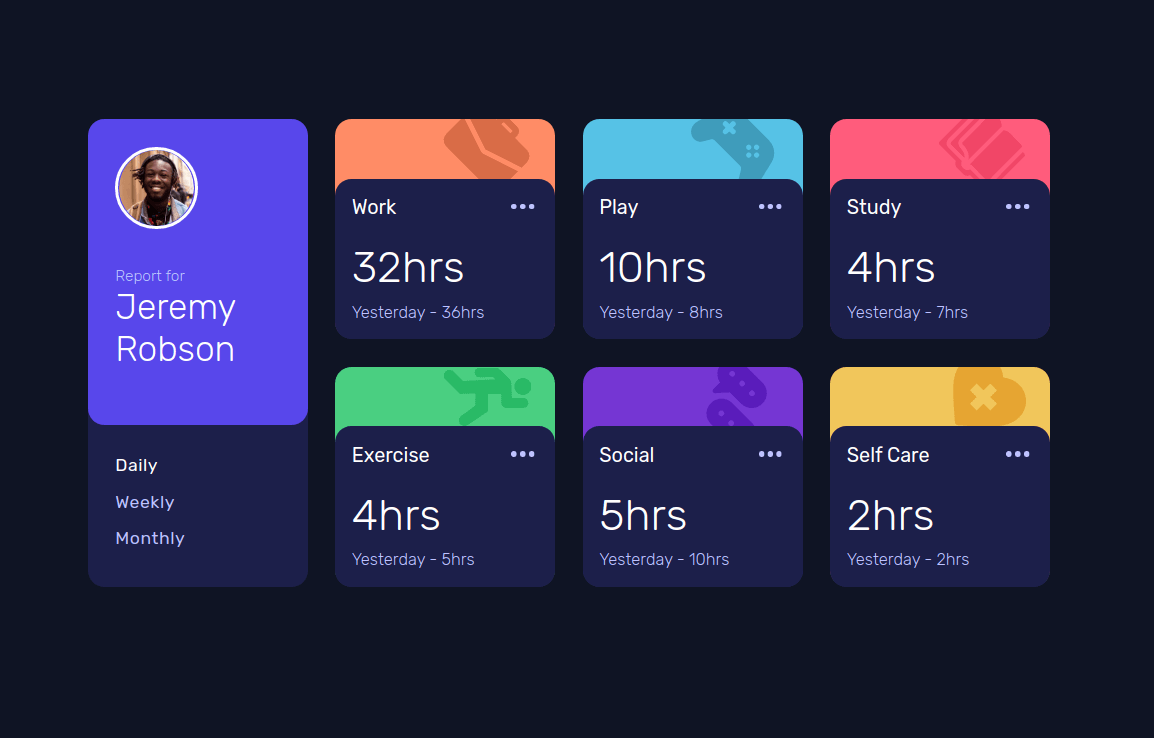 Report for
Jeremy
Robson
Daily
Weekly
Monthly
Work
32hrs
Yesterday - 36hrs
Play
10hrs
Yesterday - 8hrs
Study
4hrs
Yesterday - 7hrs
Exercise
4hrs
Yesterday - 5hrs
Social
5hrs
Yesterday - 10hrs
Self Care
2hrs
Yesterday - 2hrs